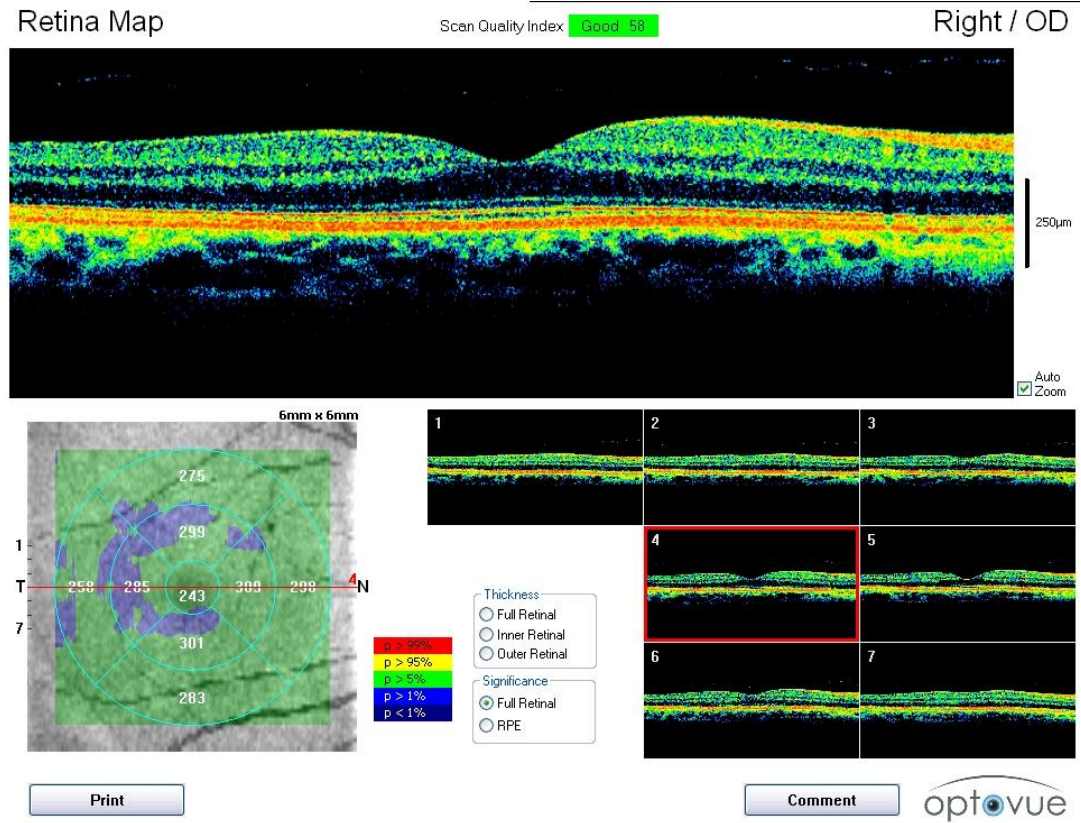 Retina Map
Scan Quality Index Good 58
Right / OD
250µm
Auto
Zoom
6mm x 6mm
275
299
258 285 243 305 298
301
283
1
T
7
4
N
p > 99%
p > 95%
p > 5%
p > 1%
p < 1%
Thickness
Full Retinal
Inner Retinal
Outer Retinal
Significance
Full Retinal
RPE
1 2 3
4 5
6 7
Print
Comment
optovue